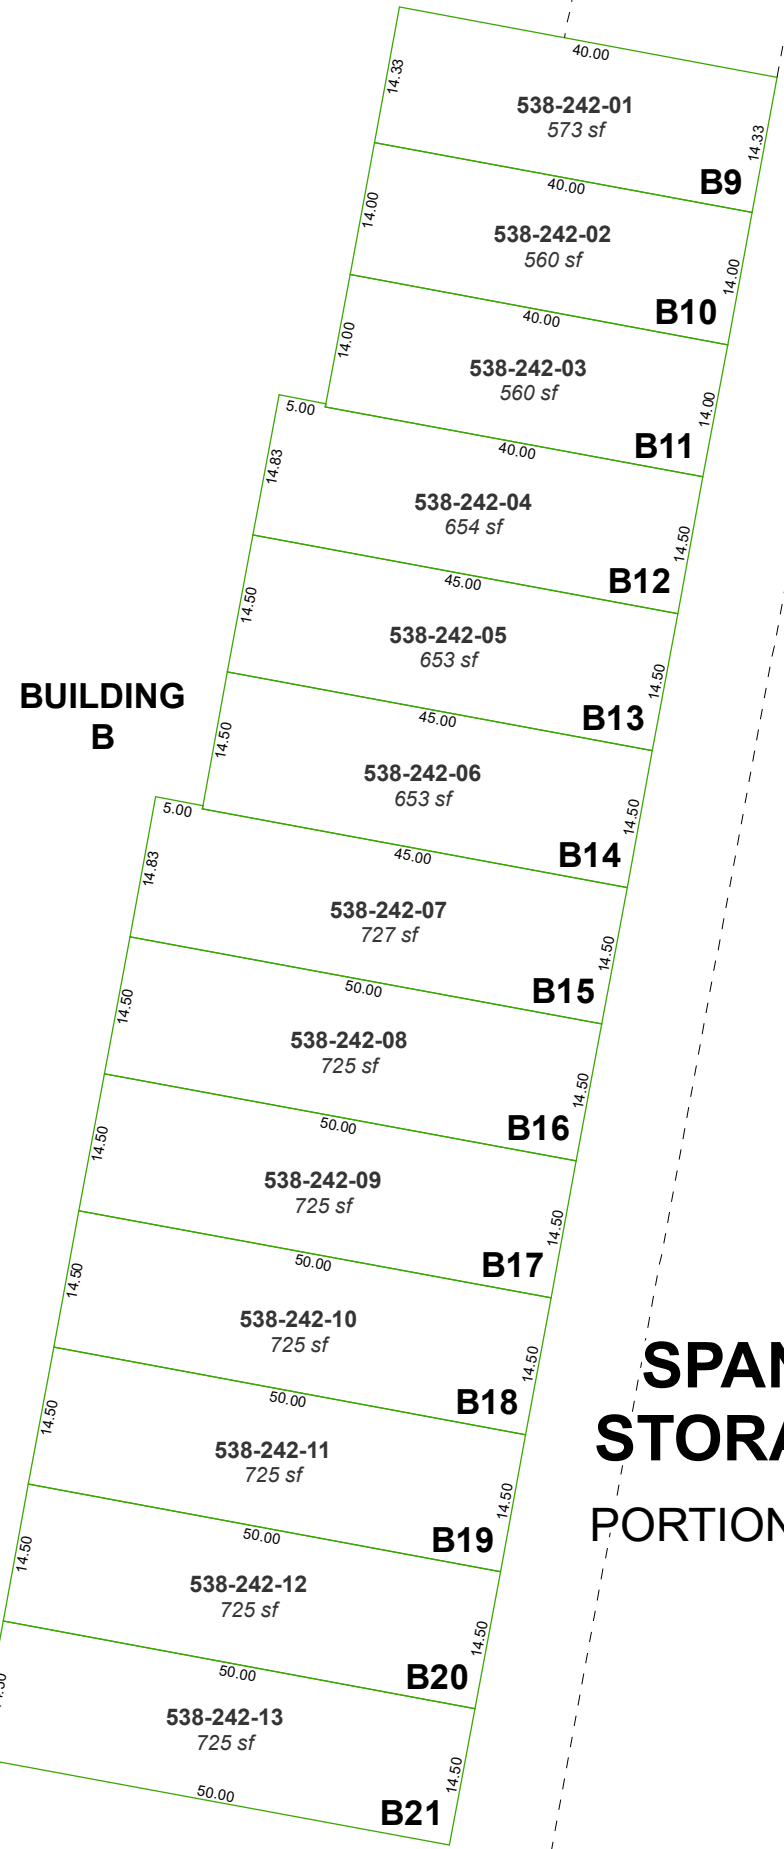 40.00
14.33
538-242-01
573 sf
14.33
B9
40.00
14.00
538-242-02
560 sf
14.00
B10
40.00
14.00
538-242-03
560 sf
14.00
B11
5.00
40.00
14.83
538-242-04
654 sf
14.50
B12
45.00
14.50
538-242-05
653 sf
14.50
B13
BUILDING
B
45.00
14.50
538-242-06
653 sf
14.50
B14
5.00
45.00
14.83
538-242-07
727 sf
14.50
B15
50.00
14.50
538-242-08
725 sf
14.50
B16
50.00
14.50
538-242-09
725 sf
14.50
B17
50.00
14.50
538-242-10
725 sf
14.50
B18
50.00
14.50
538-242-11
725 sf
14.50
B19
50.00
14.50
538-242-12
725 sf
14.50
B20
50.00
538-242-13
725 sf
14.50
B21
50.00
SPAN
STORA
PORTION